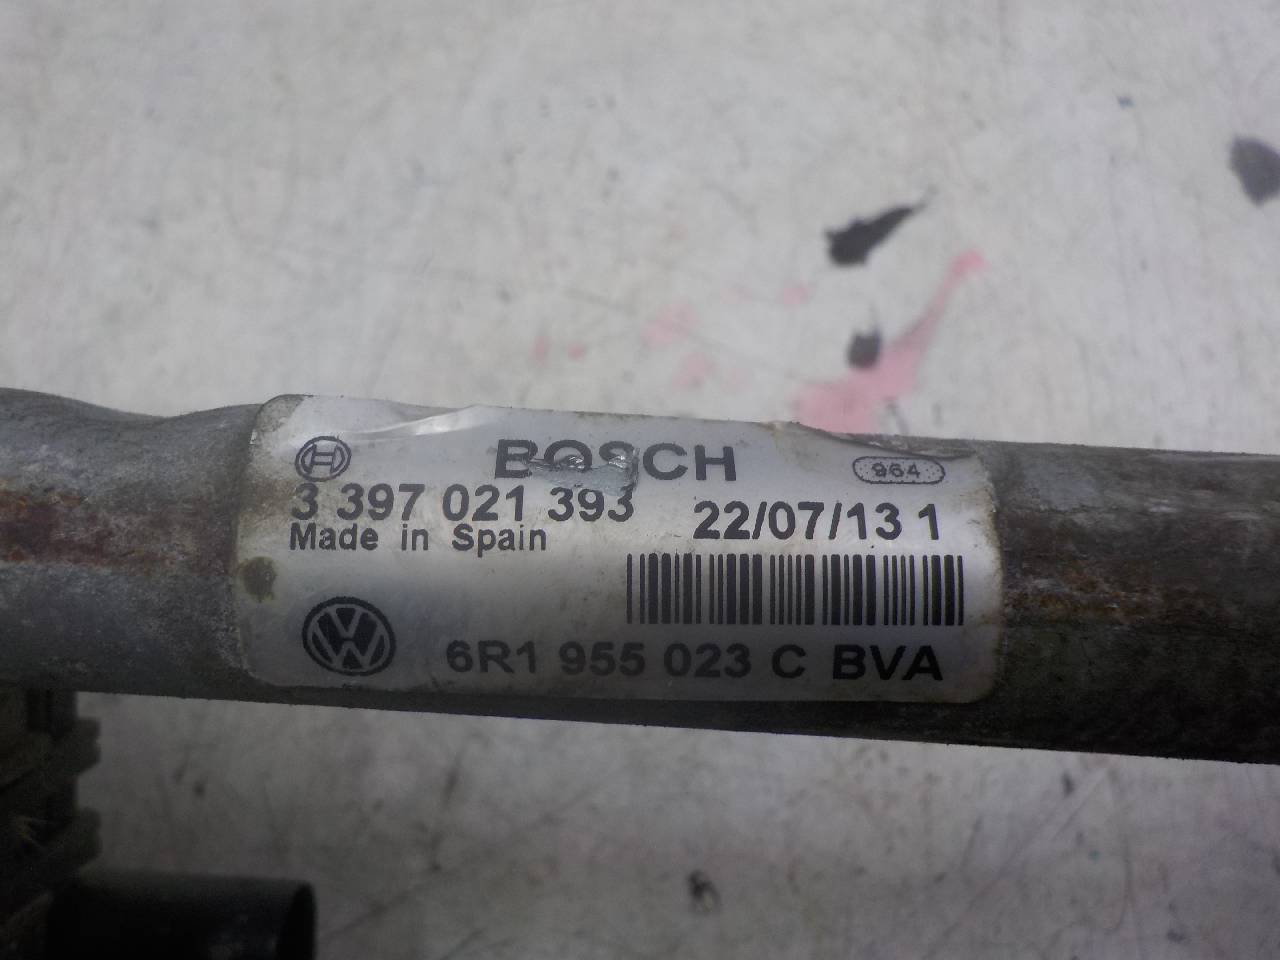 BOSCH 964
3 397 021 393 22/07/13 1
Made in Spain
6R1 955 023 C BVA